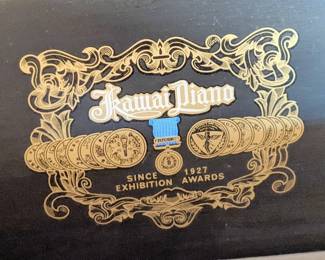 Kawai Piano
SINCE 1927
EXHIBITION AWARDS